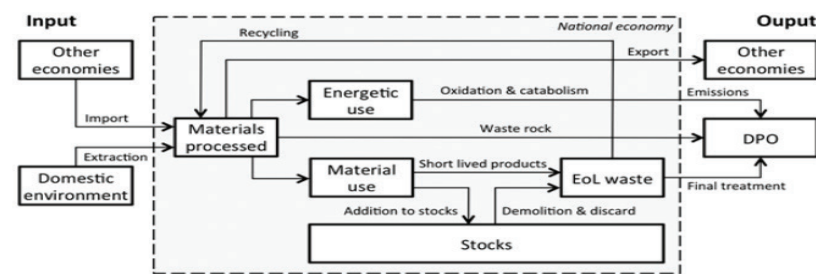 Input
Ouput
National economy
Recycling
Other
economies
Export
Other
economies
Energetic
use
Oxidation & catabolism
Emissions
Import
Materials
processed
Waste rock
DPO
Extraction
Domestic
environment
Material
use
Short lived products
EoL waste
Final treatment
Addition to stocks
Demolition & discard
Stocks